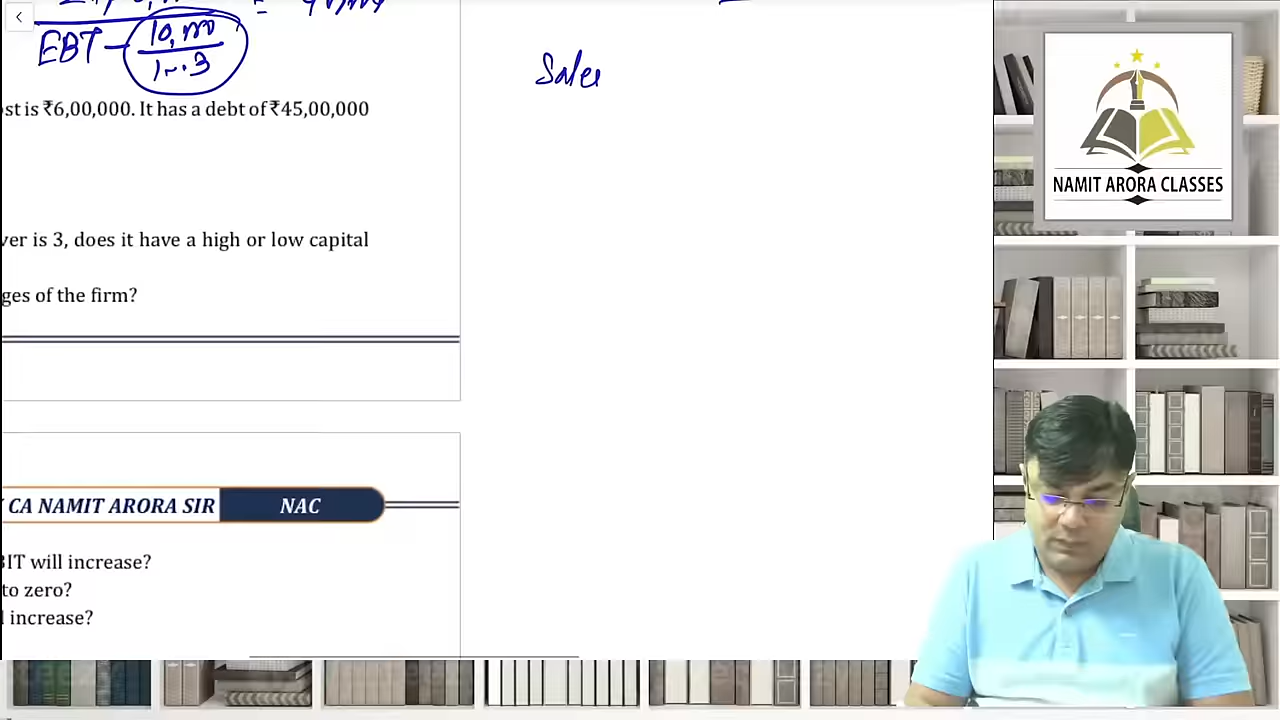 EBT - 10,000
1-.3
Sales
st is ₹6,00,000. It has a debt of ₹45,00,000
ver is 3, does it have a high or low capital
ges of the firm?
CA NAMIT ARORA SIR NAC
BIT will increase?
to zero?
l increase?
NAMIT ARORA CLASSES